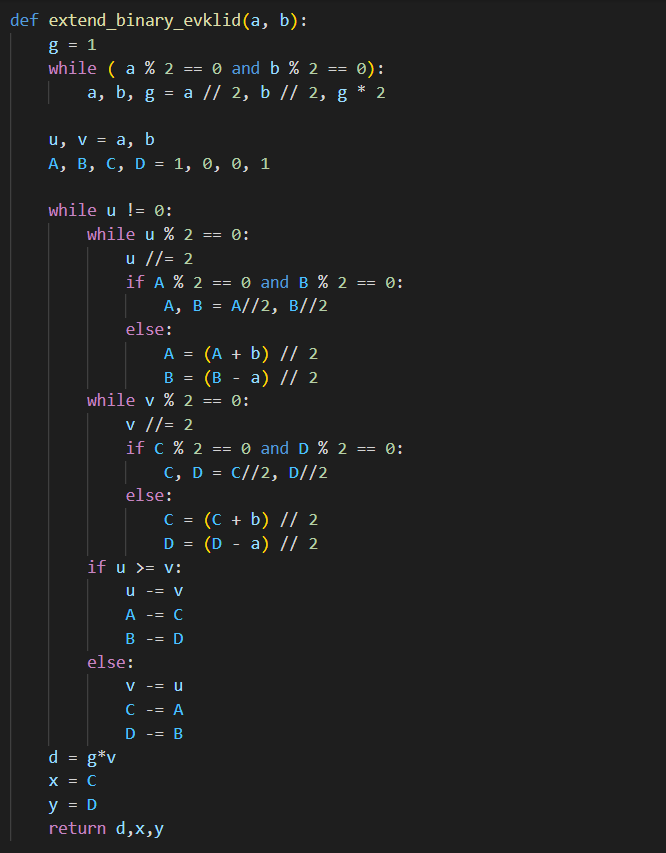 def extend_binary_evklid(a, b):
    g = 1
    while ( a % 2 == 0 and b % 2 == 0):
        a, b, g = a // 2, b // 2, g * 2

    u, v = a, b
    A, B, C, D = 1, 0, 0, 1

    while u != 0:
        while u % 2 == 0:
            u //= 2
            if A % 2 == 0 and B % 2 == 0:
                A, B = A//2, B//2
            else:
                A = (A + b) // 2
                B = (B - a) // 2
        while v % 2 == 0:
            v //= 2
            if C % 2 == 0 and D % 2 == 0:
                C, D = C//2, D//2
            else:
                C = (C + b) // 2
                D = (D - a) // 2
        if u >= v:
            u -= v
            A -= C
            B -= D
        else:
            v -= u
            C -= A
            D -= B
    d = g*v
    x = C
    y = D
    return d,x,y